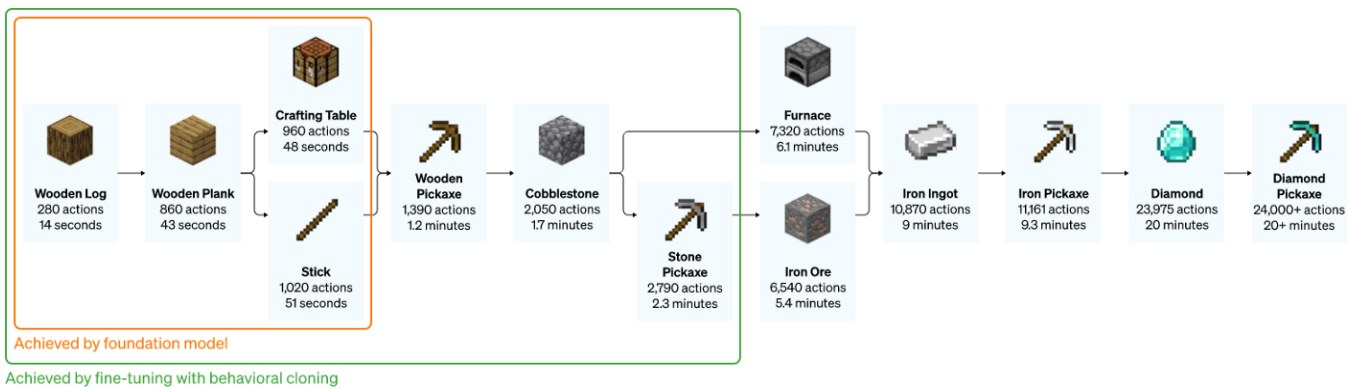 Wooden Log
280 actions
14 seconds
Wooden Plank
860 actions
43 seconds
Crafting Table
960 actions
48 seconds
Stick
1,020 actions
51 seconds
Wooden
Pickaxe
1,390 actions
1.2 minutes
Cobblestone
2,050 actions
1.7 minutes
Stone
Pickaxe
2,790 actions
2.3 minutes
Furnace
7,320 actions
6.1 minutes
Iron Ore
6,540 actions
5.4 minutes
Iron Ingot
10,870 actions
9 minutes
Iron Pickaxe
11,161 actions
9.3 minutes
Diamond
23,975 actions
20 minutes
Diamond
Pickaxe
24,000+ actions
20+ minutes
Achieved by foundation model
Achieved by fine-tuning with behavioral cloning